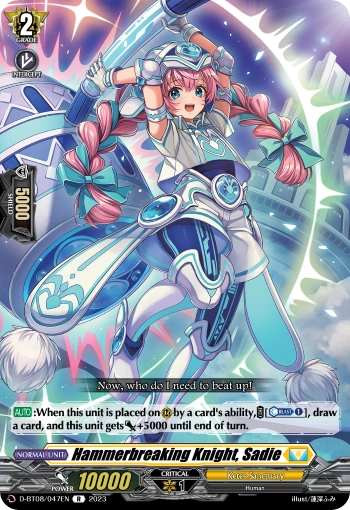 2
GRADE
INTERCEPT
5000
SHIELD
Now, who do I need to beat up!
AUTO :When this unit is placed on R by a card's ability, COST [C BLAST 1], draw
a card, and this unit gets +5000 until end of turn.
NORMAL UNIT Hammerbreaking Knight, Sadie
POWER 10000 CRITICAL 1 Keter Sanctuary
Human
D-BT08/047EN R 2023 illust/蓮深ふみ